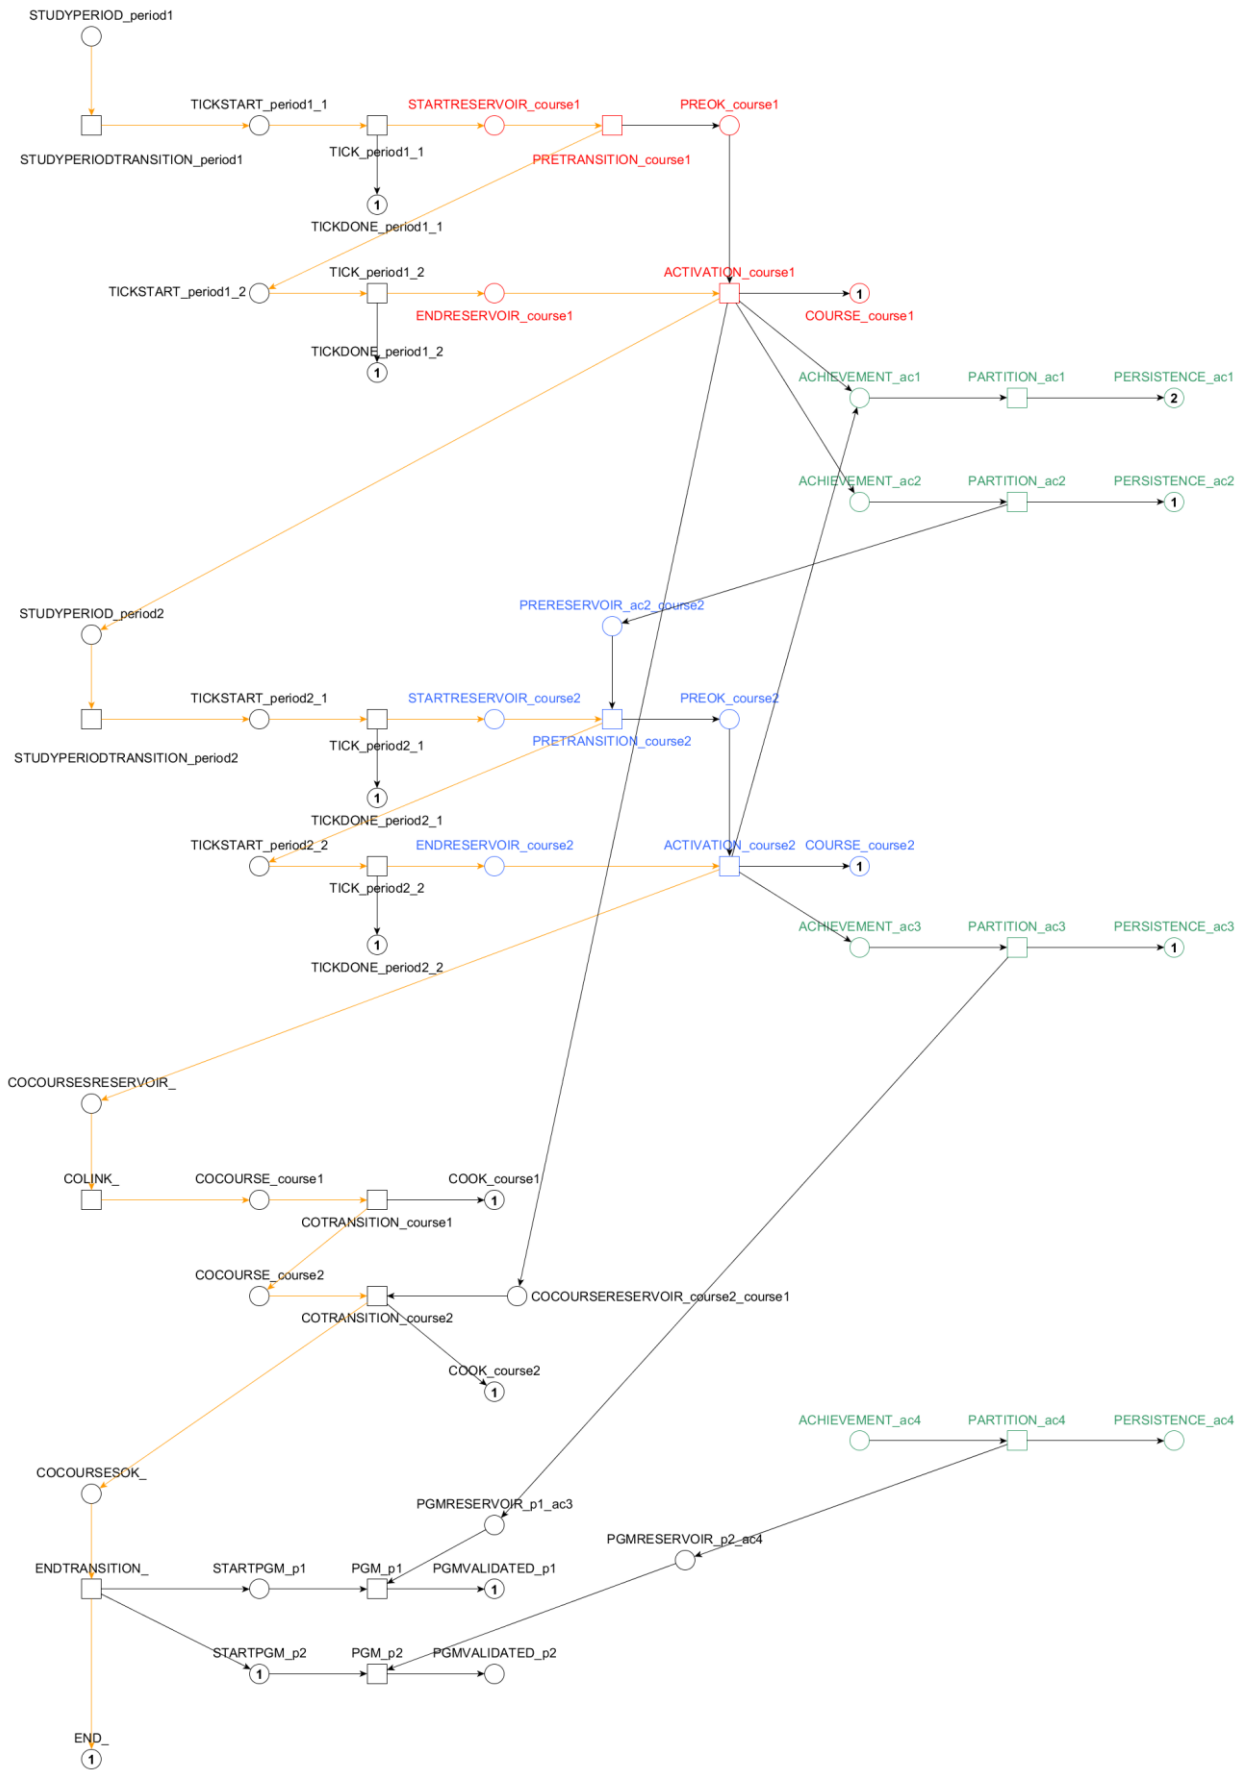 STUDYPERIOD_period1
TICKSTART_period1_1
STARTRESERVOIR_course1
PREOK_course1
STUDYPERIODTRANSITION_period1
TICK_period1_1
PRETRANSITION_course1
1
TICKDONE_period1_1
TICK_period1_2
ACTIVATION_course1
TICKSTART_period1_2
1
ENDRESERVOIR_course1
COURSE_course1
TICKDONE_period1_2
1
ACHIEVEMENT_ac1
PARTITION_ac1
PERSISTENCE_ac1
2
ACHIEVEMENT_ac2
PARTITION_ac2
PERSISTENCE_ac2
1
PRERESERVOIR_ac2_course2
STUDYPERIOD_period2
TICKSTART_period2_1
STARTRESERVOIR_course2
PREOK_course2
TICK_period2_1
PRETRANSITION_course2
STUDYPERIODTRANSITION_period2
1
TICKDONE_period2_1
TICKSTART_period2_2
ENDRESERVOIR_course2
ACTIVATION_course2
COURSE_course2
1
TICK_period2_2
ACHIEVEMENT_ac3
PARTITION_ac3
PERSISTENCE_ac3
1
1
TICKDONE_period2_2
COCOURSESRESERVOIR_
COLINK_
COCOURSE_course1
COOK_course1
1
COTRANSITION_course1
COCOURSE_course2
COCOURSERESERVOIR_course2_course1
COTRANSITION_course2
COOK_course2
1
ACHIEVEMENT_ac4
PARTITION_ac4
PERSISTENCE_ac4
COCOURSESOK_
PGMRESERVOIR_p1_ac3
PGMRESERVOIR_p2_ac4
ENDTRANSITION_
STARTPGM_p1
PGM_p1
PGMVALIDATED_p1
1
STARTPGM_p2
PGM_p2
PGMVALIDATED_p2
1
END_
1